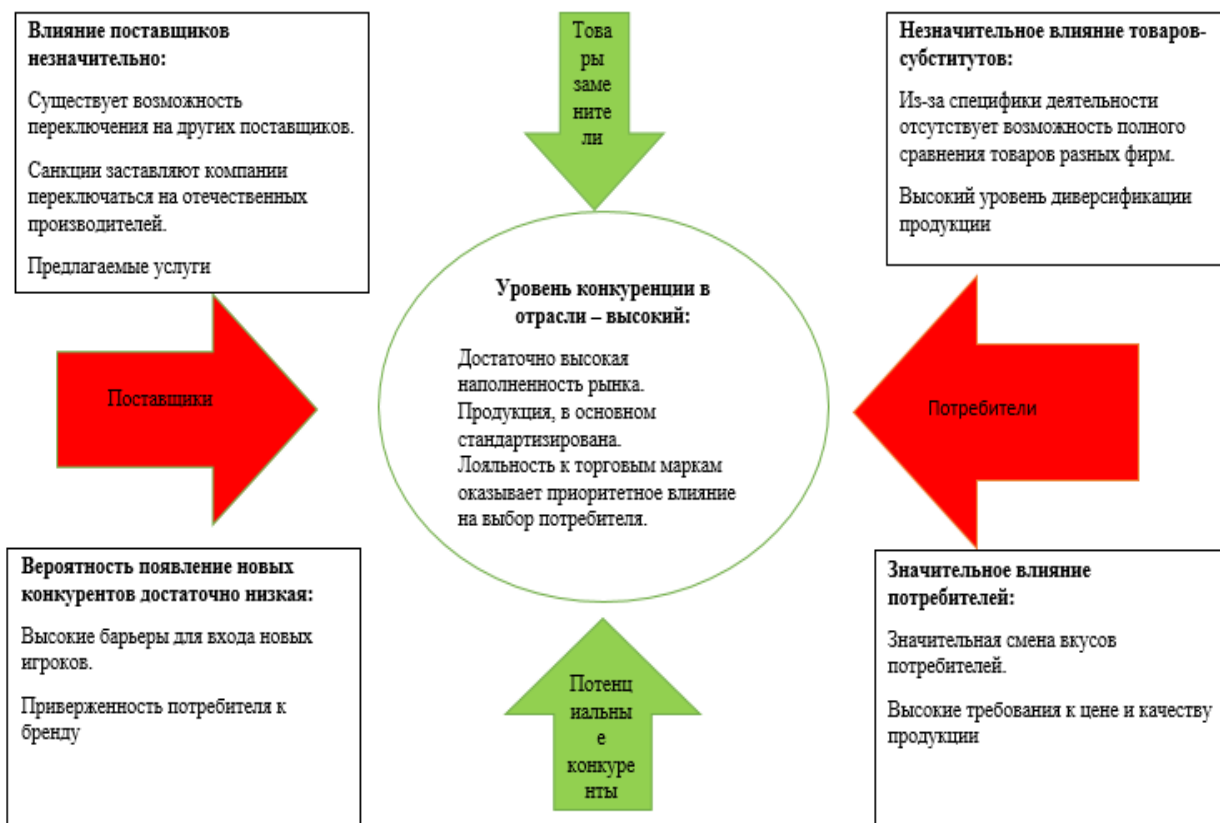 Влияние поставщиков
незначительно:
Существует возможность
переключения на других поставщиков.
Санкции заставляют компании
переключаться на отечественных
производителей.
Предлагаемые услуги
Това
ры
заме
ните
ли
Незначительное влияние товаров-
субститутов:
Из-за специфики деятельности
отсутствует возможность полного
сравнения товаров разных фирм.
Высокий уровень диверсификации
продукции
Поставщики
Уровень конкуренции в
отрасли – высокий:
Достаточно высокая
наполненность рынка.
Продукция, в основном
стандартизирована.
Лояльность к торговым маркам
оказывает приоритетное влияние
на выбор потребителя.
Потребители
Вероятность появление новых
конкурентов достаточно низкая:
Высокие барьеры для входа новых
игроков.
Приверженность потребителя к
бренду
Потенц
иальны
е
конкуре
нты
Значительное влияние
потребителей:
Значительная смена вкусов
потребителей.
Высокие требования к цене и качеству
продукции